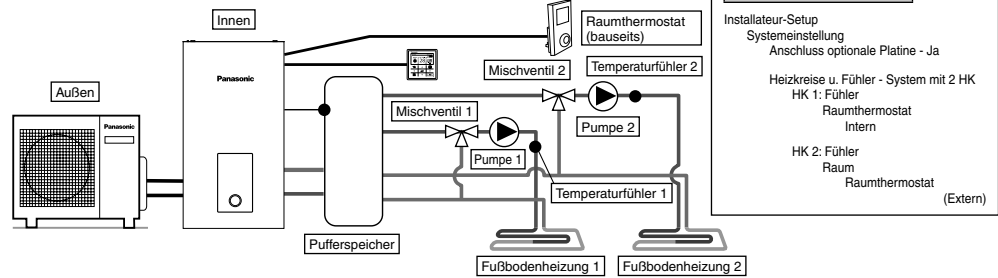 Innen
Außen
Panasonic
Panasonic
Raumthermostat
(bauseits)
Mischventil 2
Temperaturfühler 2
Mischventil 1
Pumpe 2
Pumpe 1
Temperaturfühler 1
Pufferspeicher
Fußbodenheizung 1
Fußbodenheizung 2
Installateur-Setup
Systemeinstellung
Anschluss optionale Platine - Ja
Heizkreise u. Fühler - System mit 2 HK
HK 1: Fühler
Raumthermostat
Intern
HK 2: Fühler
Raum
Raumthermostat
(Extern)